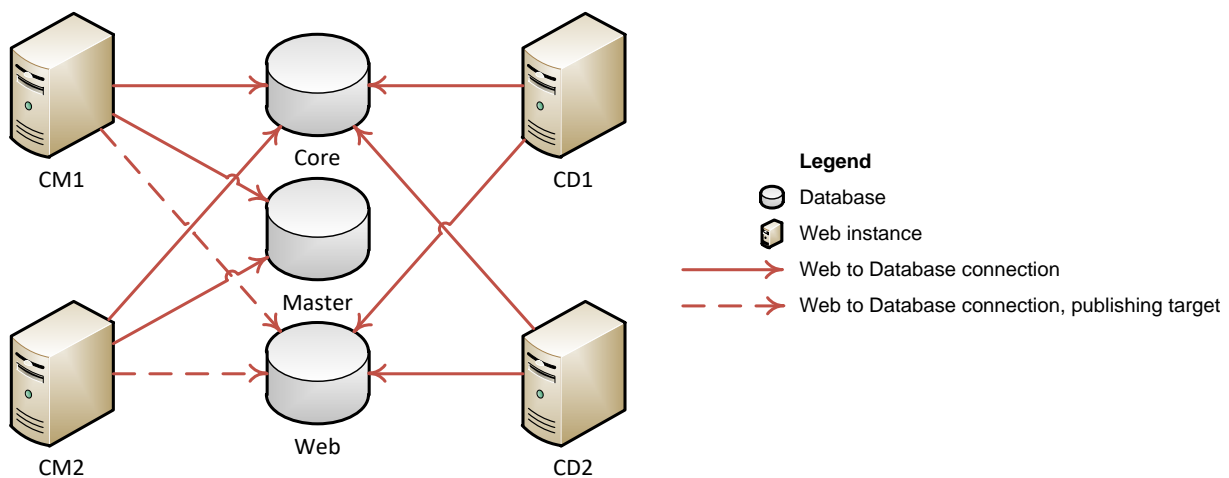 CM1
Core
CD1
Master
CM2
Web
CD2
Legend
Database
Web instance
Web to Database connection
Web to Database connection, publishing target